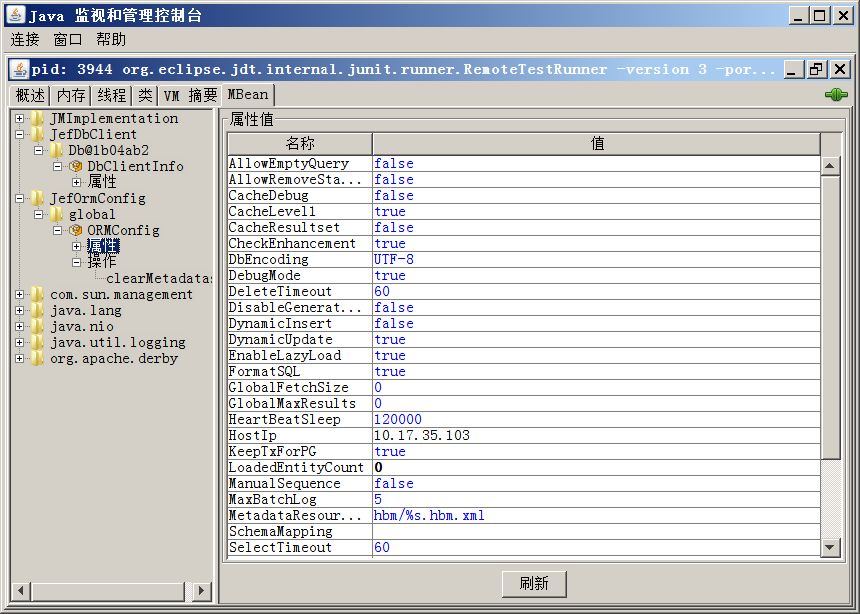 Java 监视和管理控制台
连接 窗口 帮助
pid: 3944 org.eclipse.jdt.internal.junit.runner.RemoteTestRunner -version 3 -por...
概述 内存 线程 类 VM 摘要 MBean
JMImplementation
JefDbClient
Db@1b04ab2
DbClientInfo
属性
JefOrmConfig
global
ORMConfig
属性
操作
clearMetadatas
com.sun.management
java.lang
java.nio
java.util.logging
org.apache.derby
属性值
名称 值
AllowEmptyQuery false
AllowRemoveSta... false
CacheDebug false
CacheLevel1 true
CacheResultset false
CheckEnhancement true
DbEncoding UTF-8
DebugMode true
DeleteTimeout 60
DisableGenerat... false
DynamicInsert false
DynamicUpdate true
EnableLazyLoad true
FormatSQL true
GlobalFetchSize 0
GlobalMaxResults 0
HeartBeatSleep 120000
HostIp 10.17.35.103
KeepTxForPG true
LoadedEntityCount 0
ManualSequence false
MaxBatchLog 5
MetadataResour... hbm/%s.hbm.xml
SchemaMapping
SelectTimeout 60
刷新